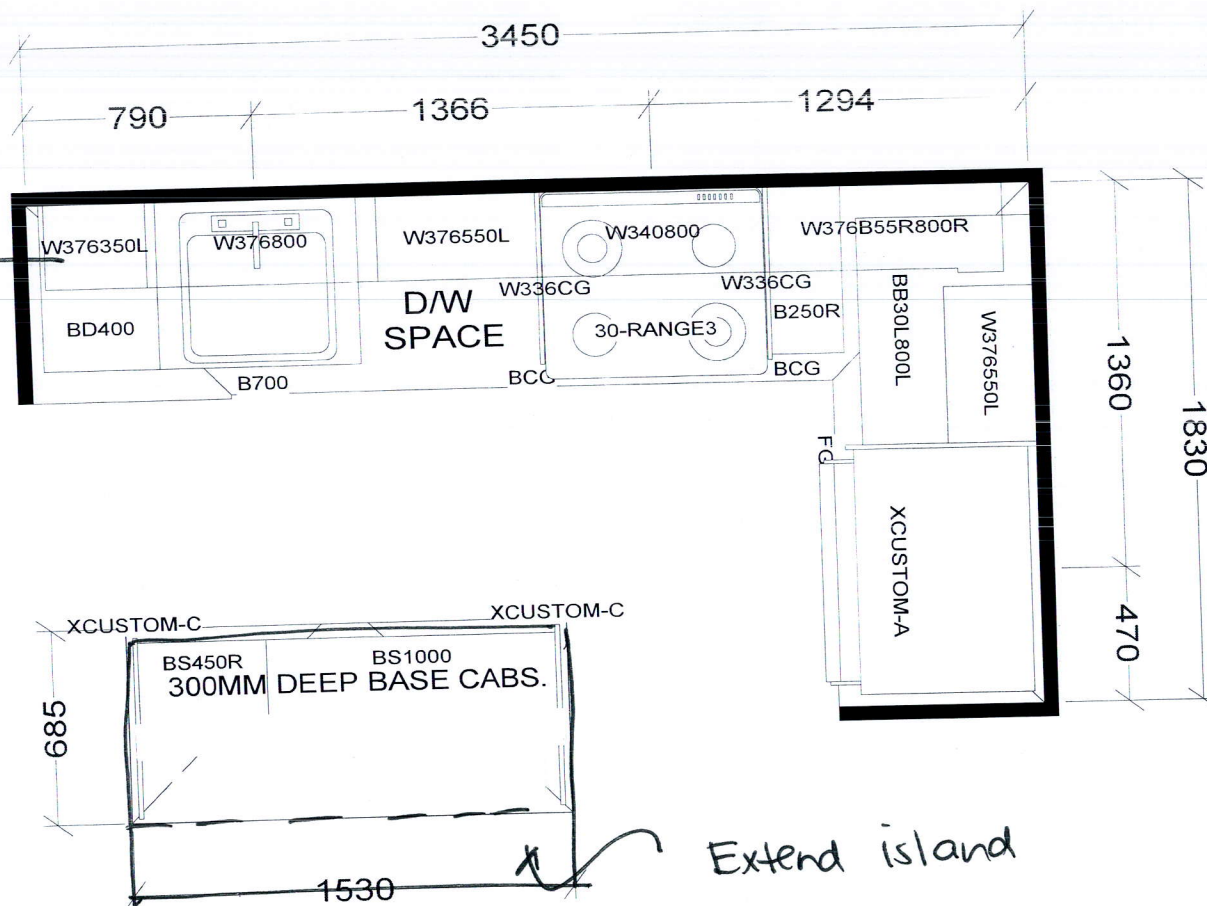 3450
790 1366 1294
W376350L W376800 W376550L W340800 W376B55R800R
W336CG W336CG
BD400 D/W 30-RANGE3 B250R
SPACE
B700 BCG BCG
BB30L800L
W376550L
1360
1830
FG
XCUSTOM-A
470
XCUSTOM-C XCUSTOM-C
BS450R BS1000
300MM DEEP BASE CABS.
685
Extend island
1530